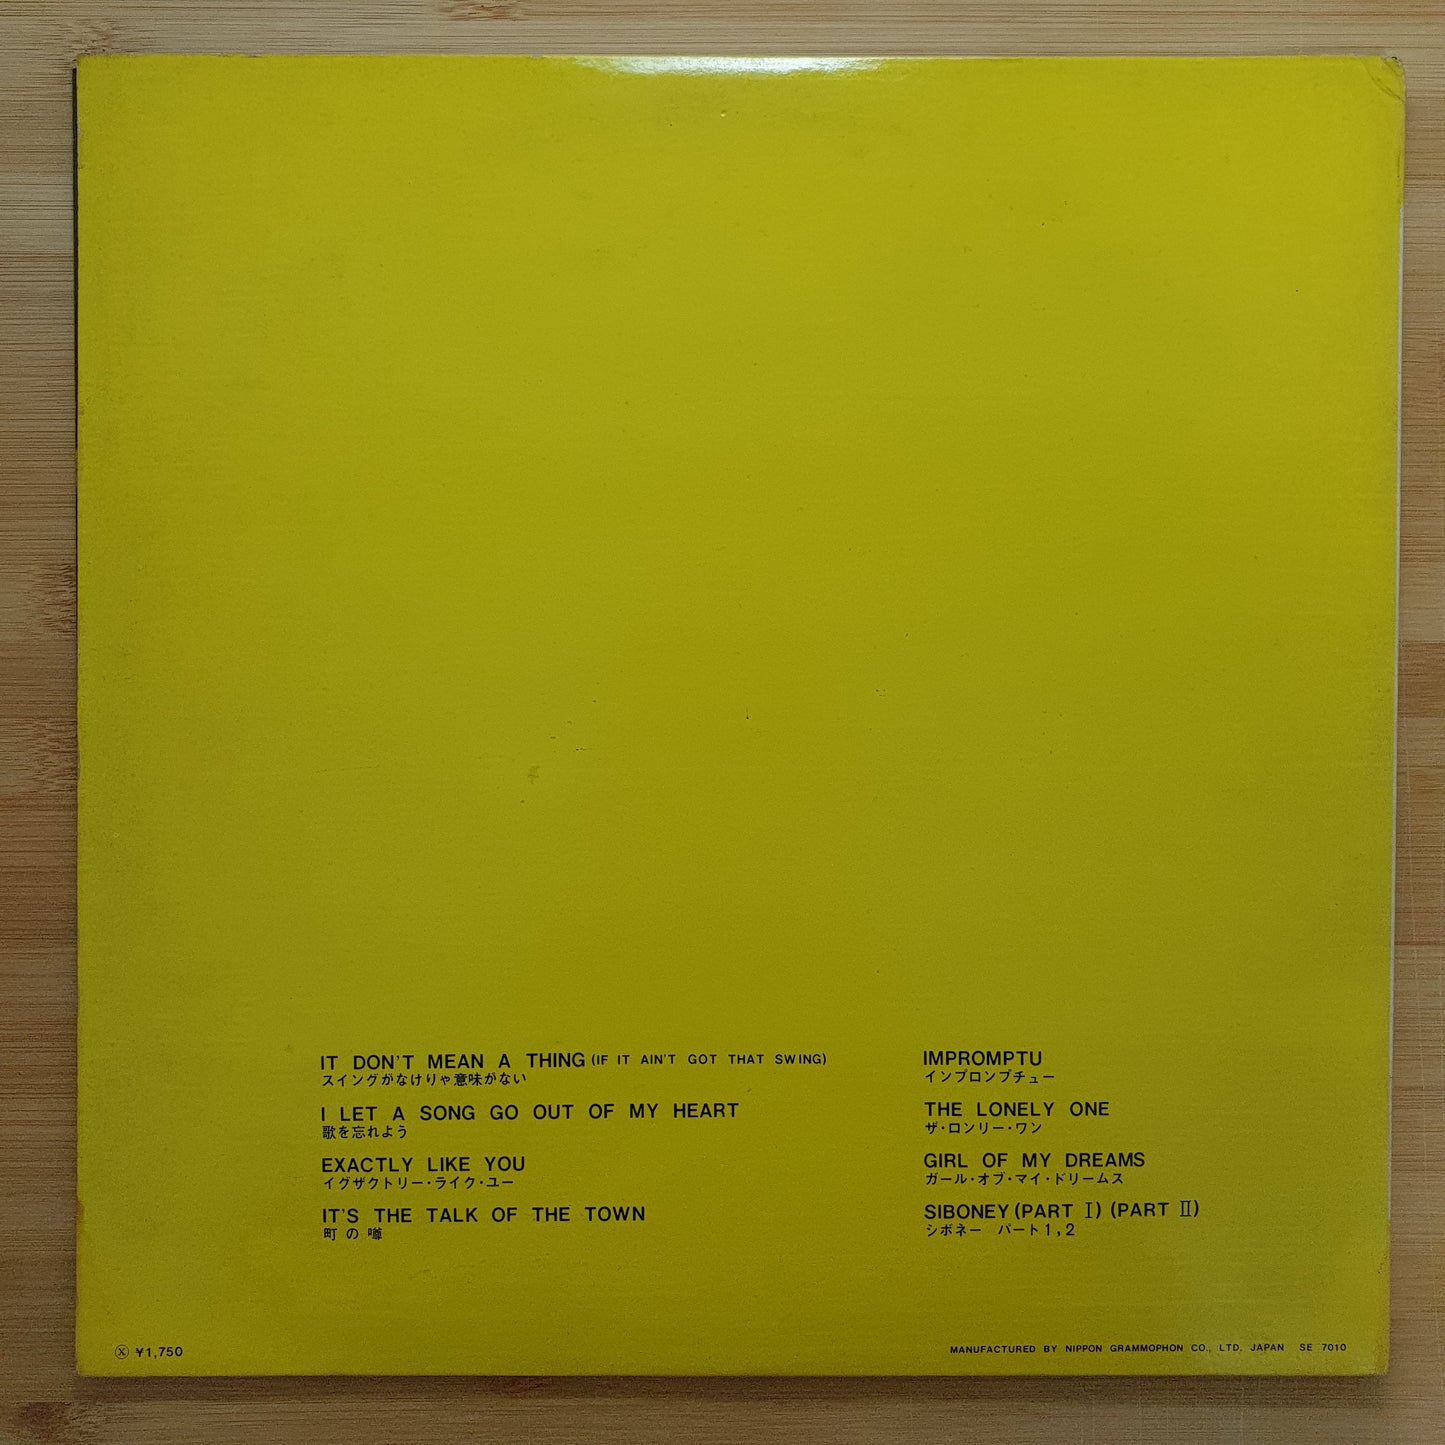 IT DON'T MEAN A THING (IF IT AIN'T GOT THAT SWING)
スイングがなけりゃ意味がない
I LET A SONG GO OUT OF MY HEART
歌を忘れよう
EXACTLY LIKE YOU
イグザクトリー・ライク・ユー
IT'S THE TALK OF THE TOWN
町の噂
IMPROMPTU
インプロンプチュー
THE LONELY ONE
ザ・ロンリー・ワン
GIRL OF MY DREAMS
ガール・オブ・マイ・ドリームス
SIBONEY (PART Ⅰ) (PART Ⅱ)
シボネー パート1,2
Ⓧ ¥1,750
MANUFACTURED BY NIPPON GRAMMOPHON CO., LTD. JAPAN SE 7010